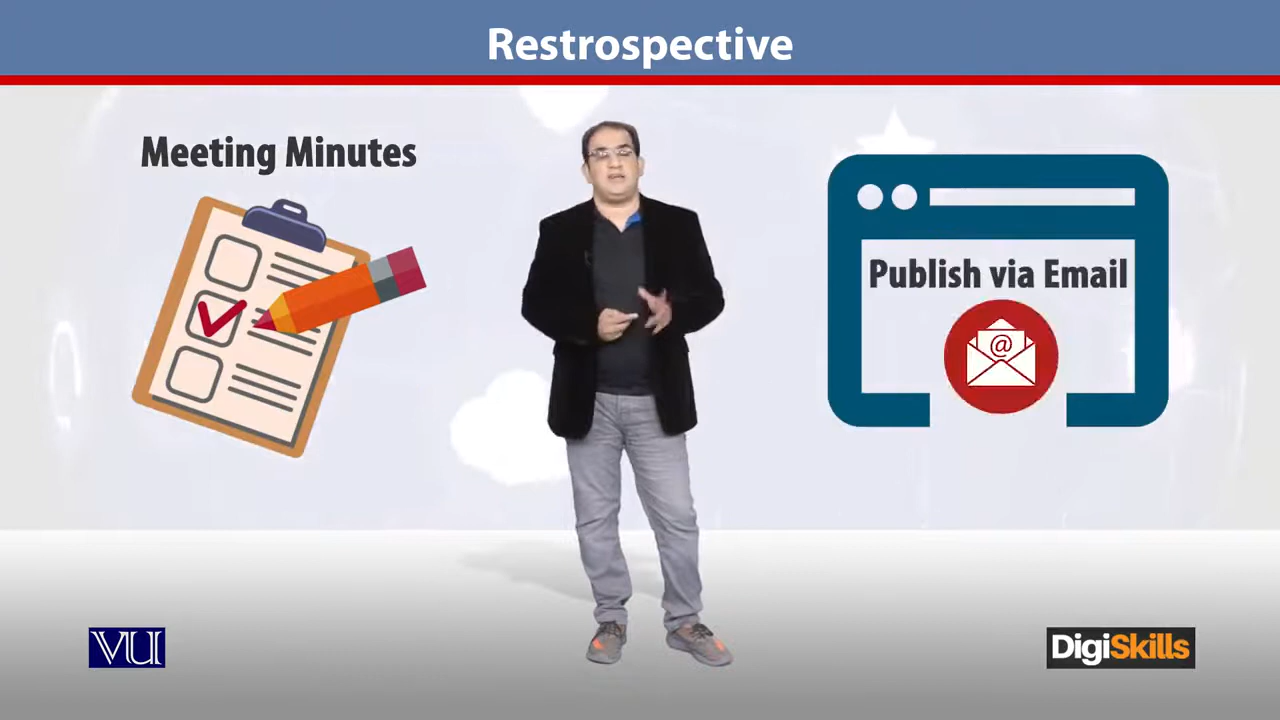 Restrospective
Meeting Minutes
Publish via Email
@
VU
DigiSkills